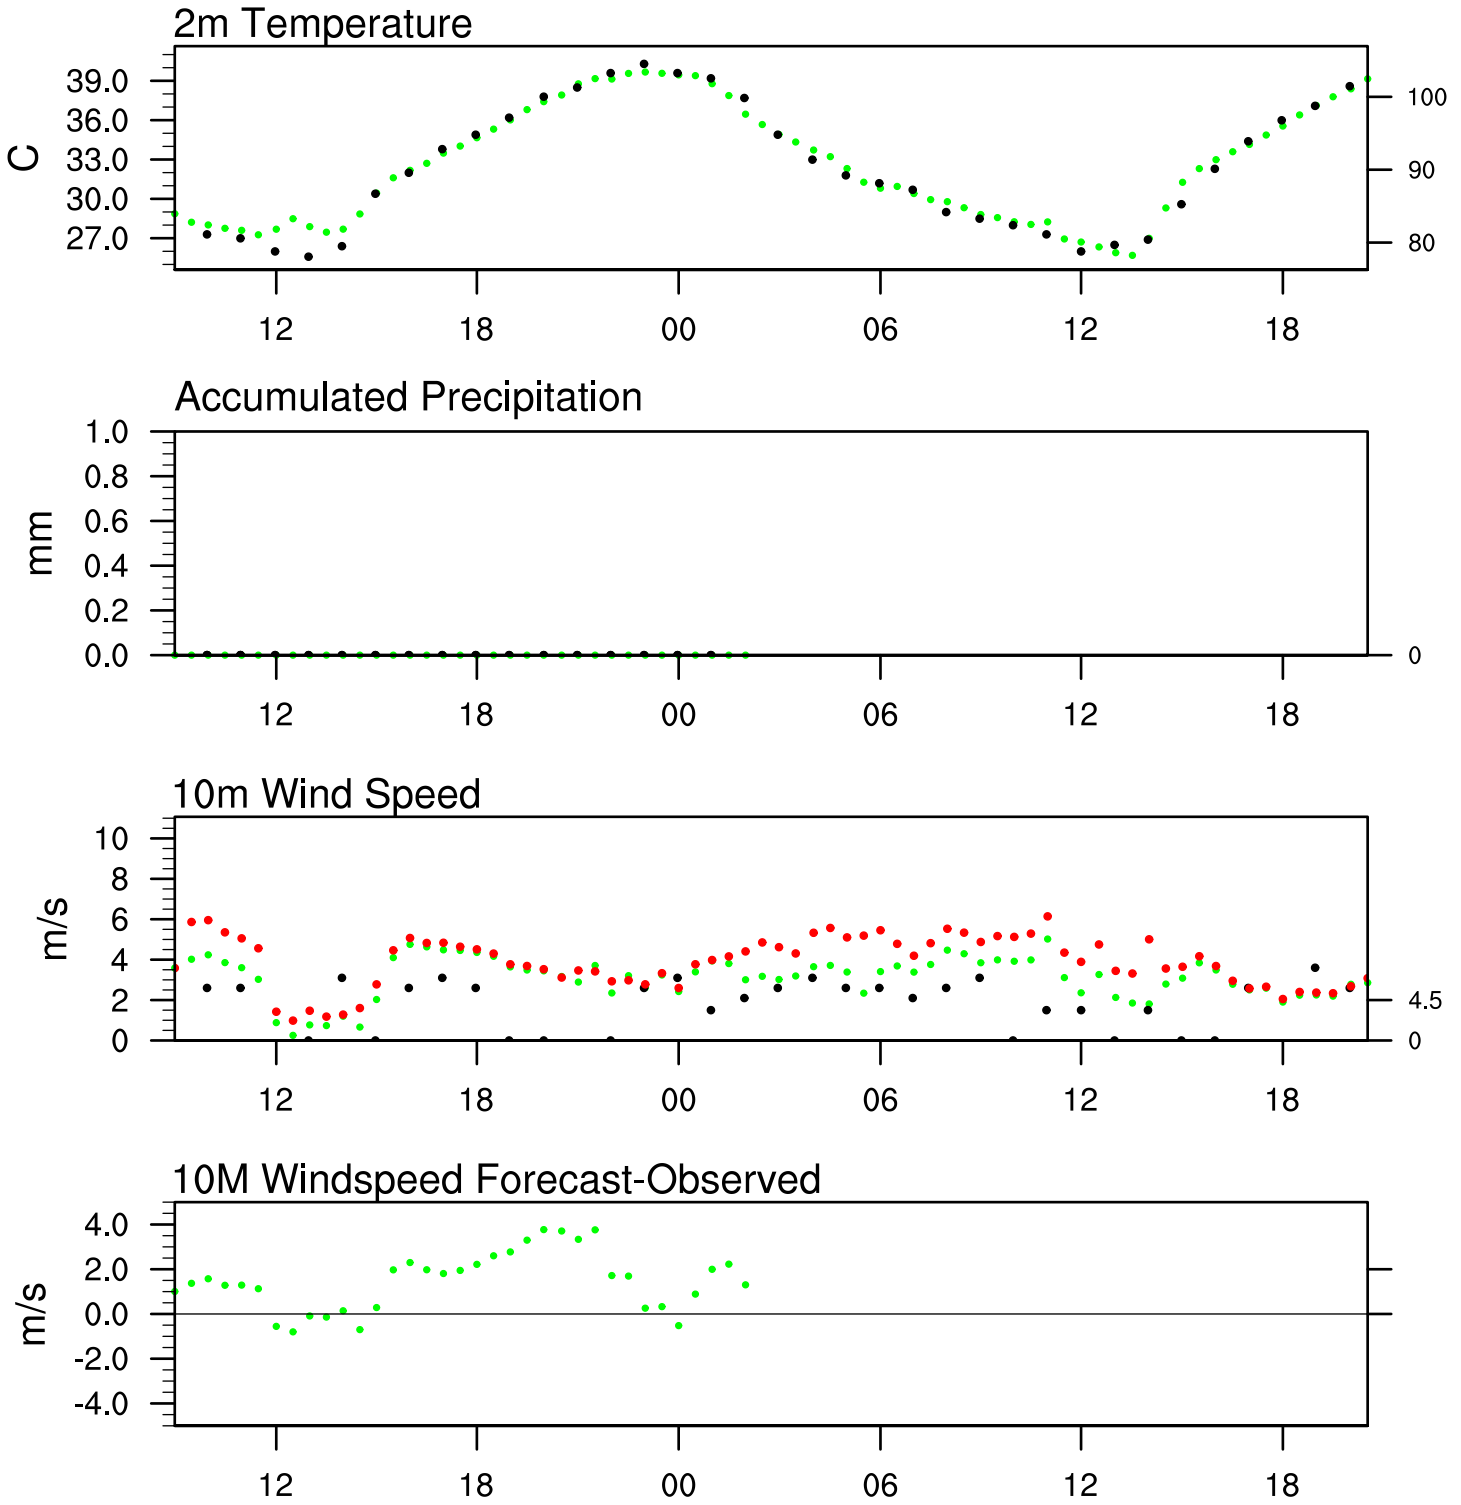 2m Temperature
39.0
36.0
33.0
30.0
27.0
C
100
90
80
12 18 00 06 12 18
Accumulated Precipitation
1.0
0.8
0.6
0.4
0.2
0.0
mm
0
12 18 00 06 12 18
10m Wind Speed
10
8
6
4
2
0
m/s
4.5
0
12 18 00 06 12 18
10M Windspeed Forecast-Observed
4.0
2.0
0.0
-2.0
-4.0
m/s
12 18 00 06 12 18